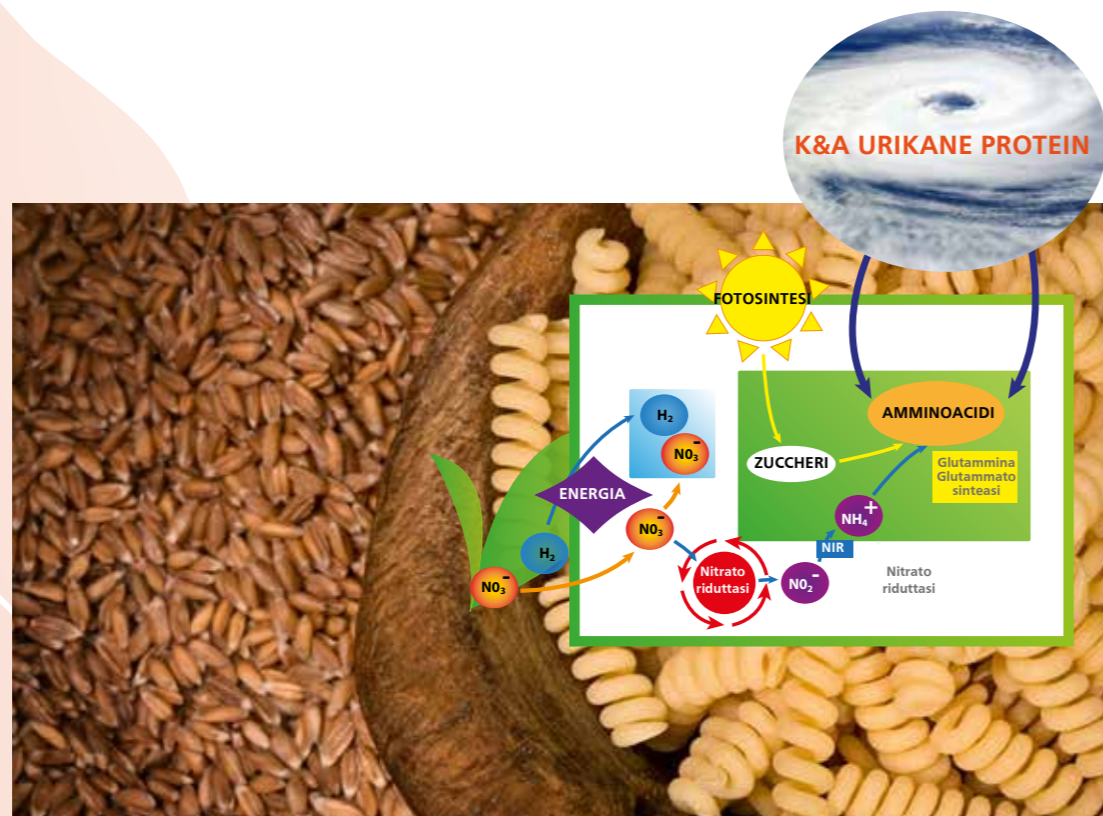 K&A URIKANE PROTEIN
FOTOSINTESI
H₂
N0₃⁻
AMMINOACIDI
ZUCCHERI
Glutammina
Glutammato
sinteasi
ENERGIA
N0₃⁻
NH₄⁺
H₂
NIR
N0₃⁻
Nitrato
riduttasi
N0₂⁻
Nitrato
riduttasi